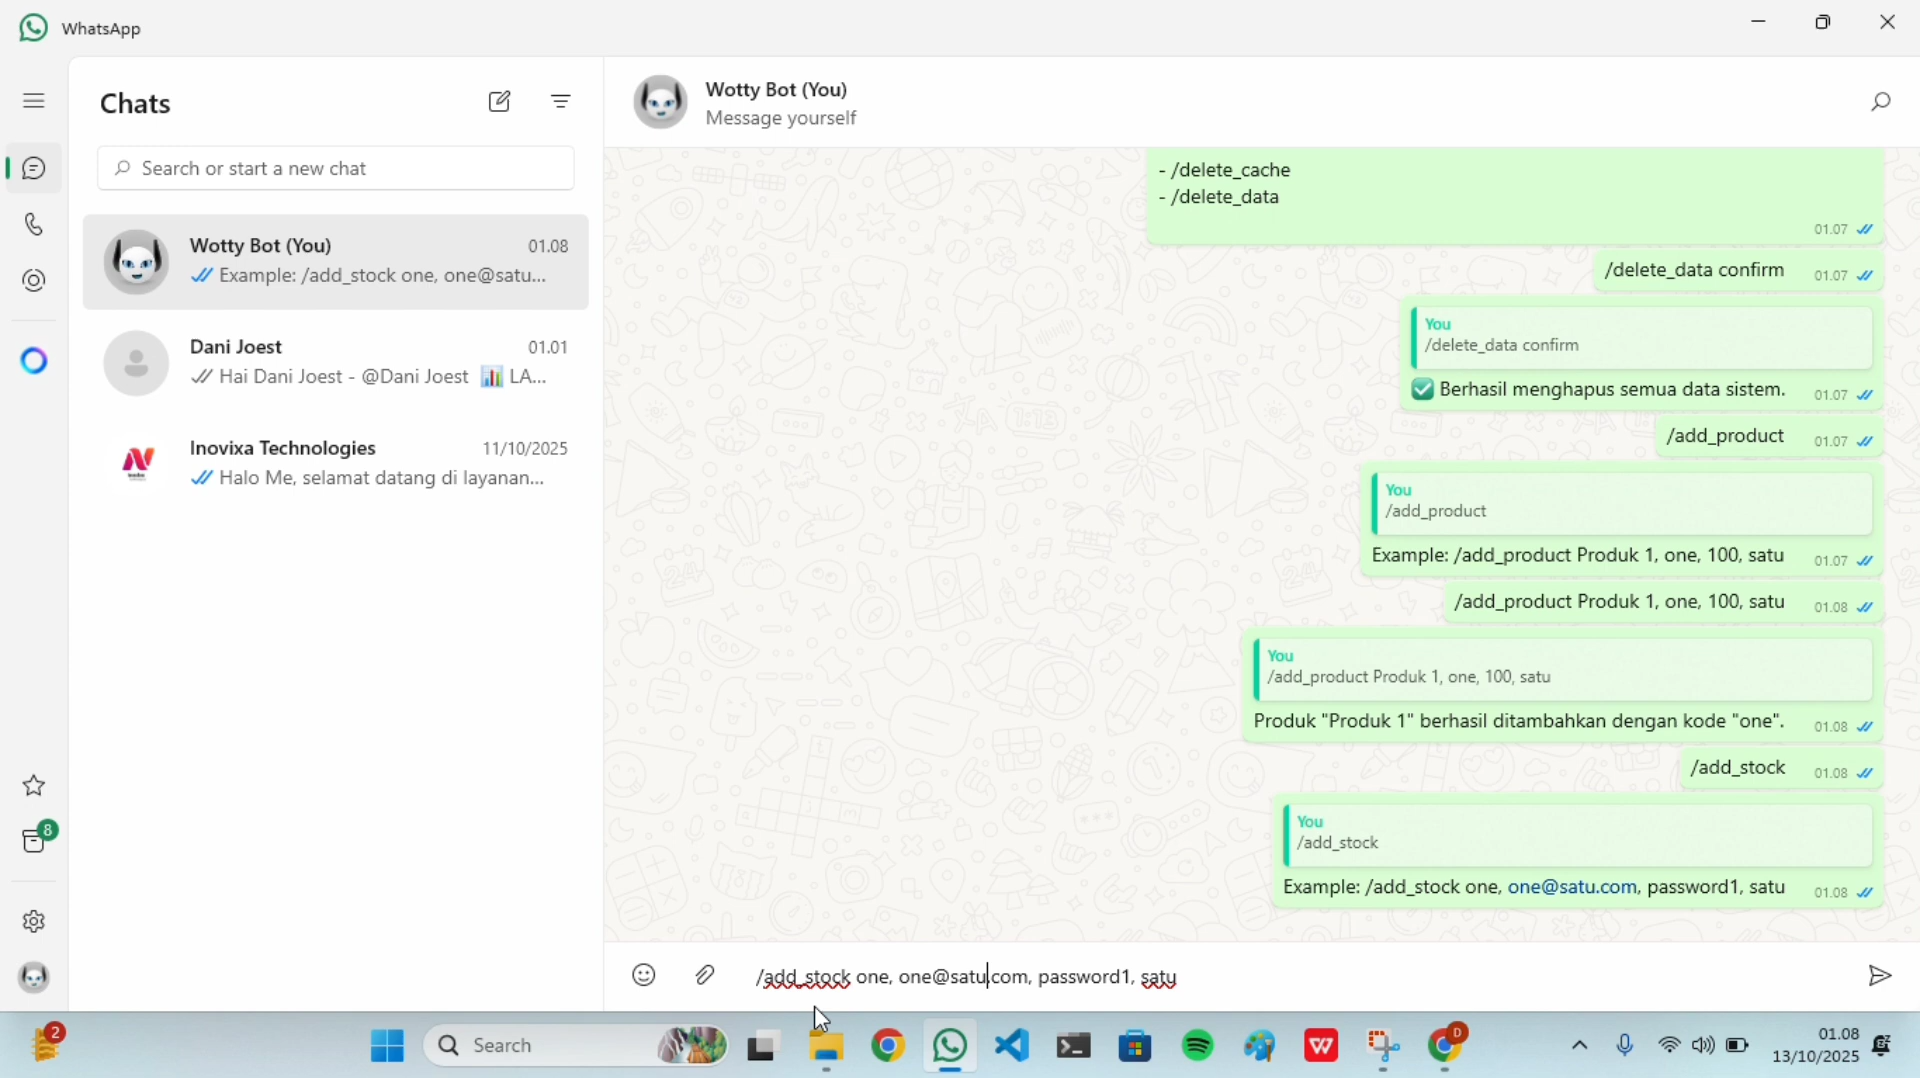 WhatsApp
Chats
Search or start a new chat
Wotty Bot (You)
01.08
Example: /add_stock one, one@satu...
Dani Joest
01.01
Hai Dani Joest - @Dani Joest 📊 LA...
Inovixa Technologies
11/10/2025
Halo Me, selamat datang di layanan...
8
Wotty Bot (You)
Message yourself
- /delete_cache
- /delete_data
01.07
/delete_data confirm 01.07
You
/delete_data confirm
✅ Berhasil menghapus semua data sistem. 01.07
/add_product 01.07
You
/add_product
Example: /add_product Produk 1, one, 100, satu 01.07
/add_product Produk 1, one, 100, satu 01.08
You
/add_product Produk 1, one, 100, satu
Produk "Produk 1" berhasil ditambahkan dengan kode "one". 01.08
/add_stock 01.08
You
/add_stock
Example: /add_stock one, one@satu.com, password1, satu 01.08
/add_stock one, one@satu.com, password1, satu
2
Search
W
D
01.08
13/10/2025